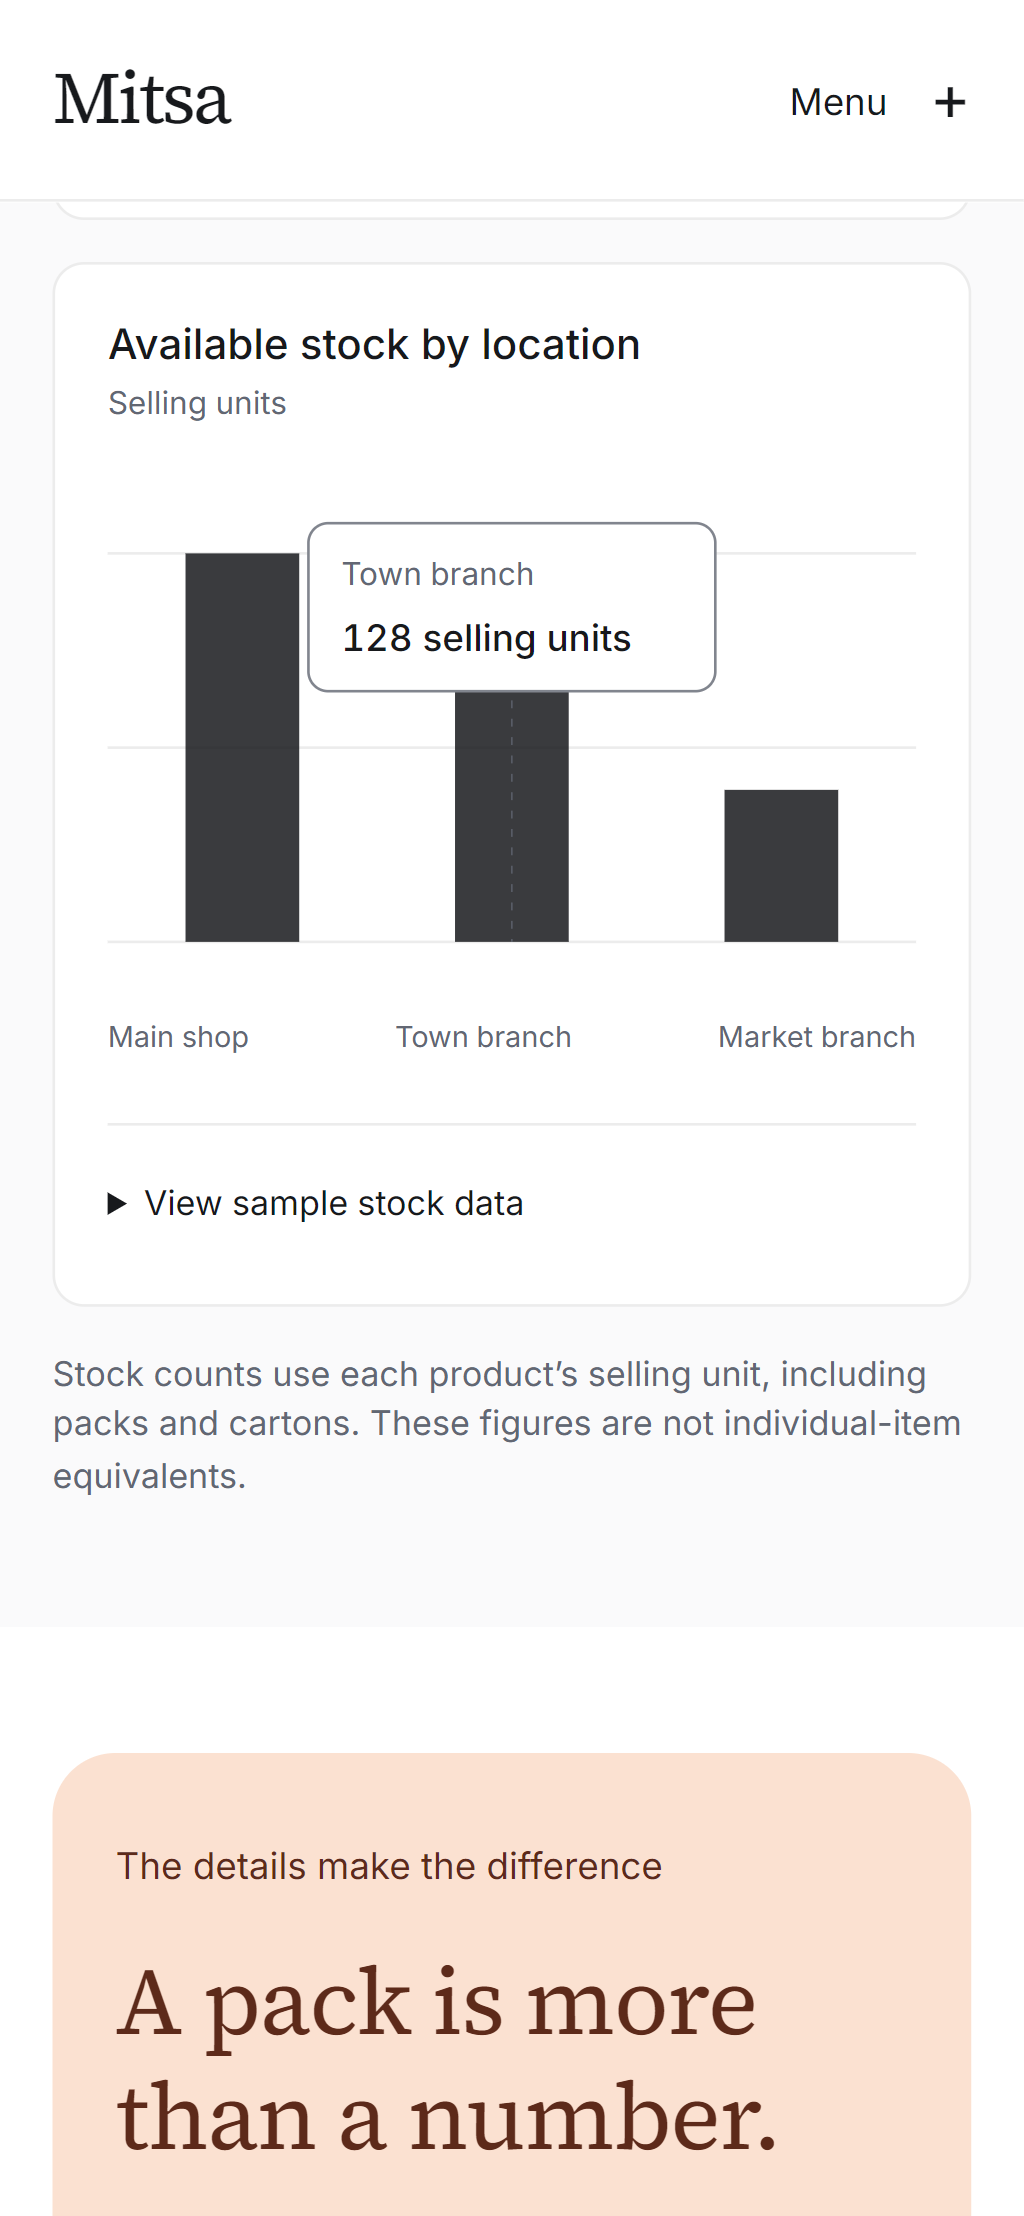 Mitsa
Menu +
Available stock by location
Selling units
Town branch
128 selling units
Main shop
Town branch
Market branch
View sample stock data
Stock counts use each product’s selling unit, including
packs and cartons. These figures are not individual-item
equivalents.
The details make the difference
A pack is more
than a number.